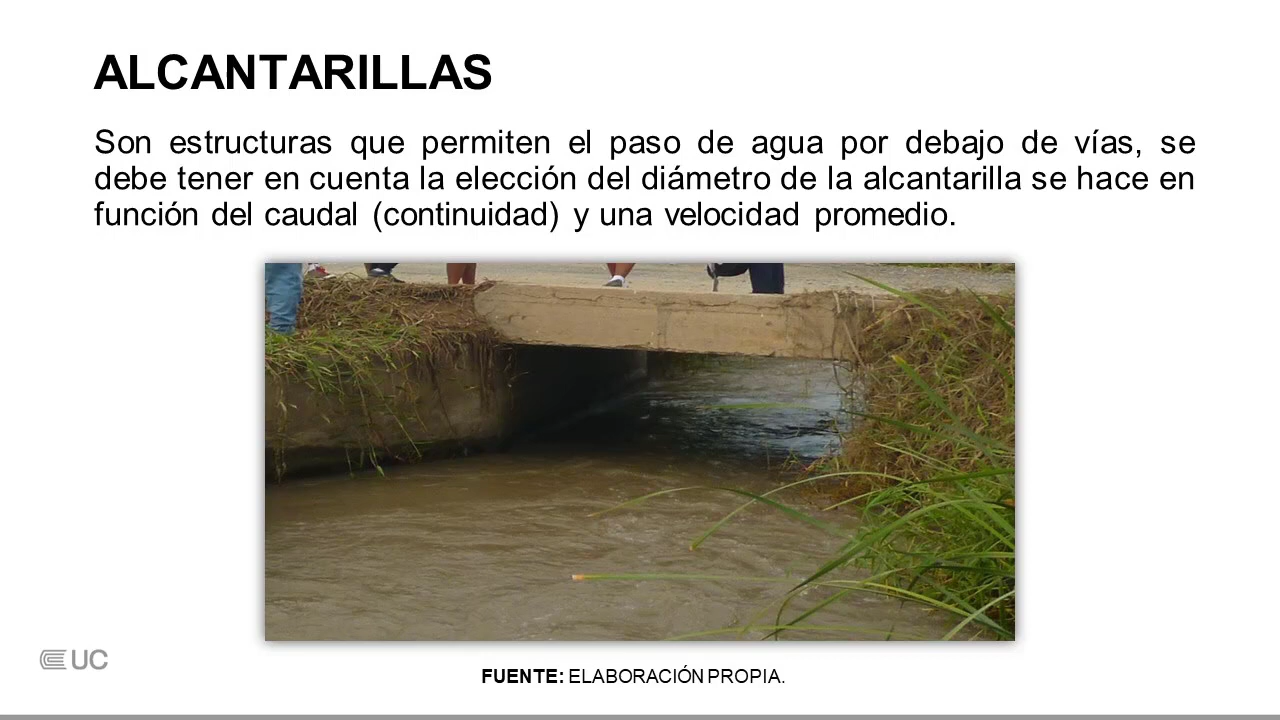 ALCANTARILLAS
Son estructuras que permiten el paso de agua por debajo de vías, se
debe tener en cuenta la elección del diámetro de la alcantarilla se hace en
función del caudal (continuidad) y una velocidad promedio.
UC
FUENTE: ELABORACIÓN PROPIA.